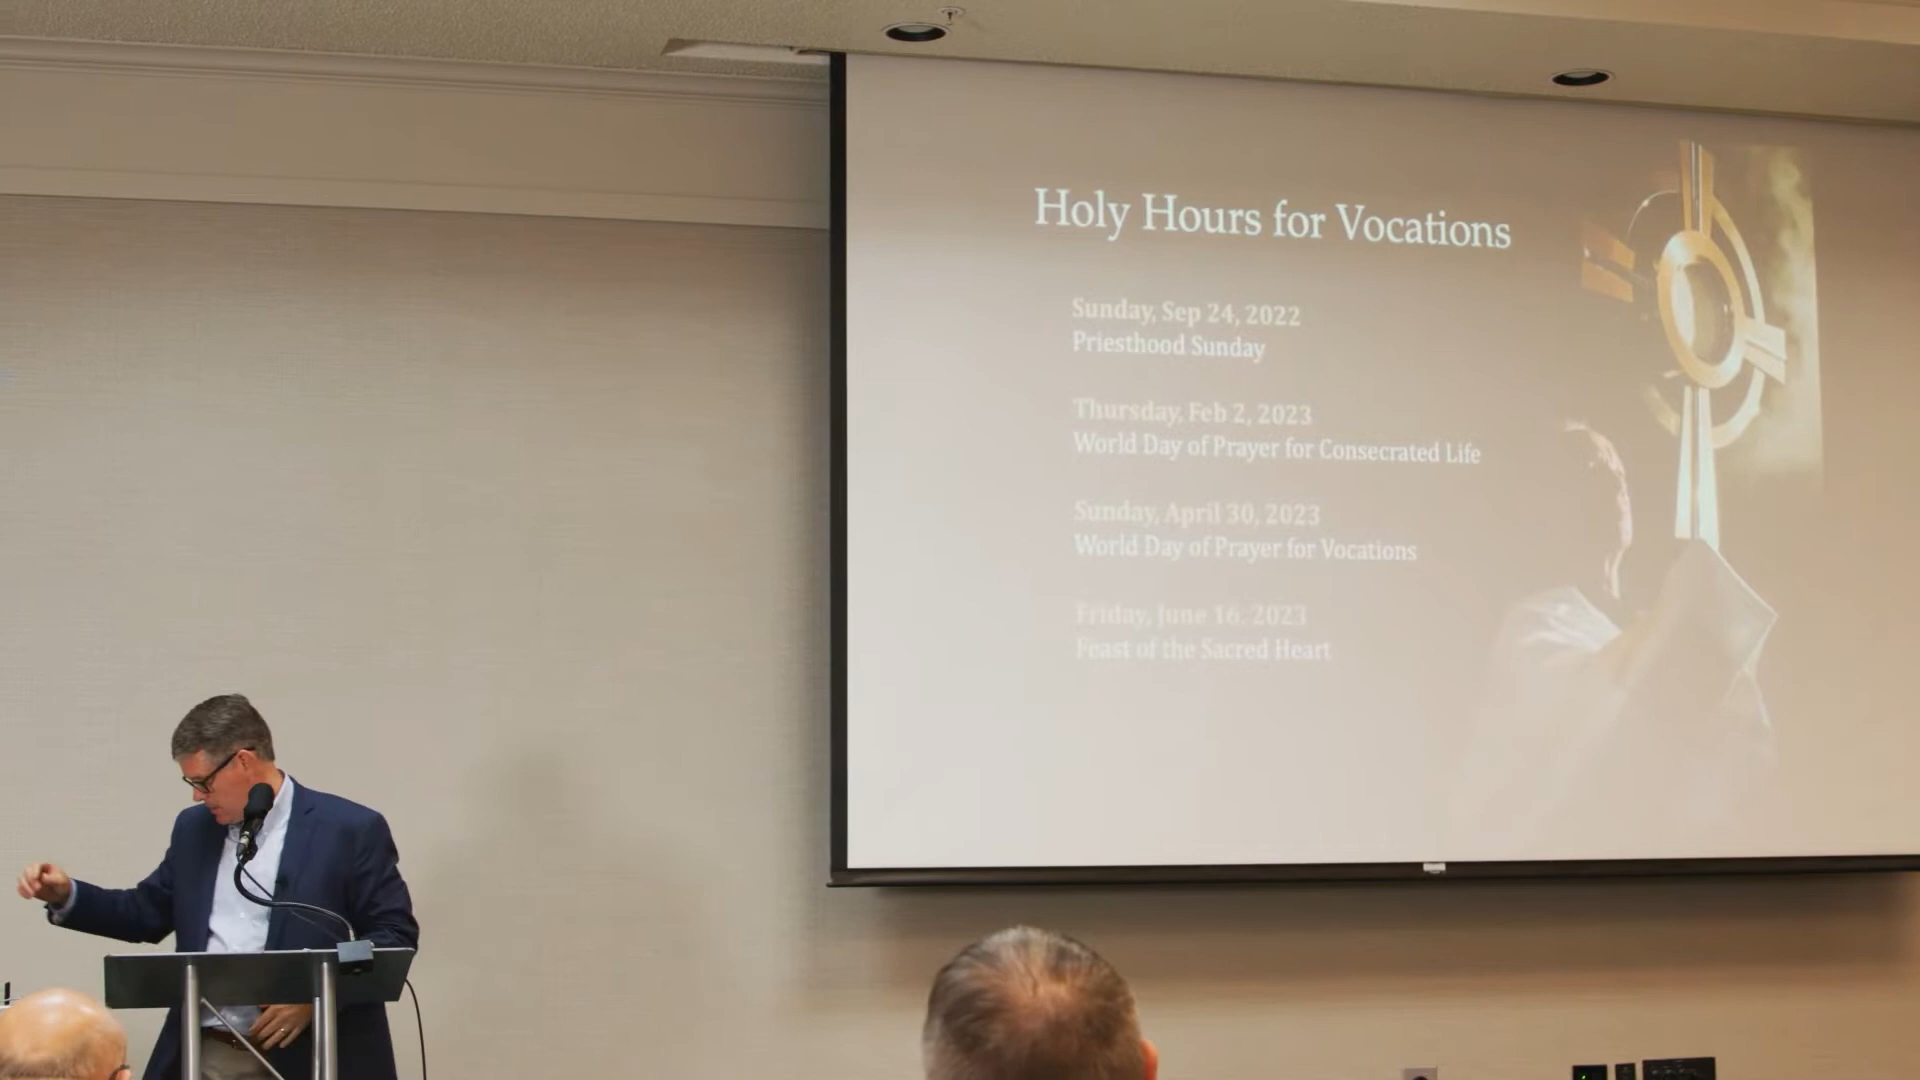 Holy Hours for Vocations
Sunday, Sep 24, 2022
Priesthood Sunday
Thursday, Feb 2, 2023
World Day of Prayer for Consecrated Life
Sunday, April 30, 2023
World Day of Prayer for Vocations
Friday, June 16, 2023
Feast of the Sacred Heart